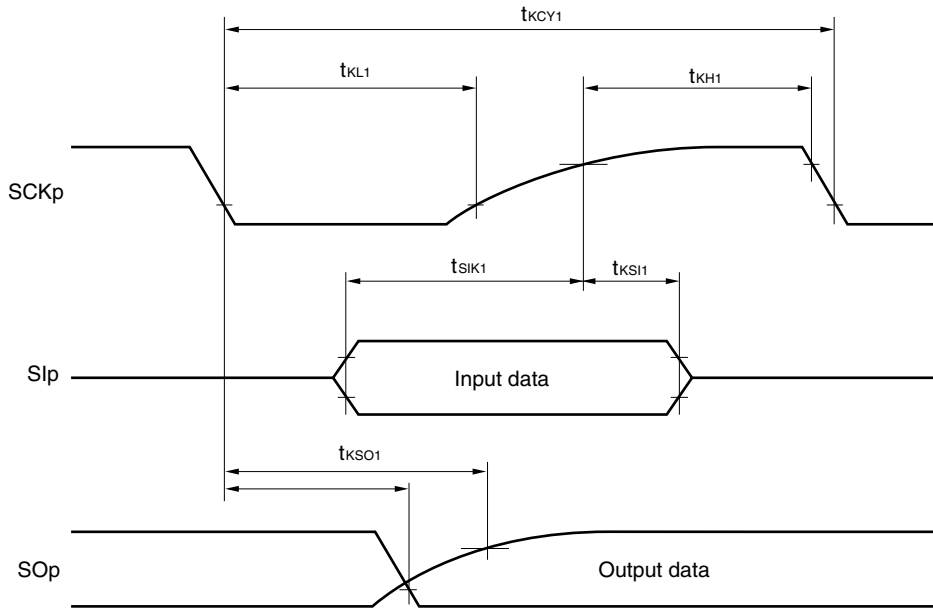 tKCY1
tKL1
tKH1
SCKp
tSIK1
tKSI1
SIp
Input data
tKSO1
SOp
Output data